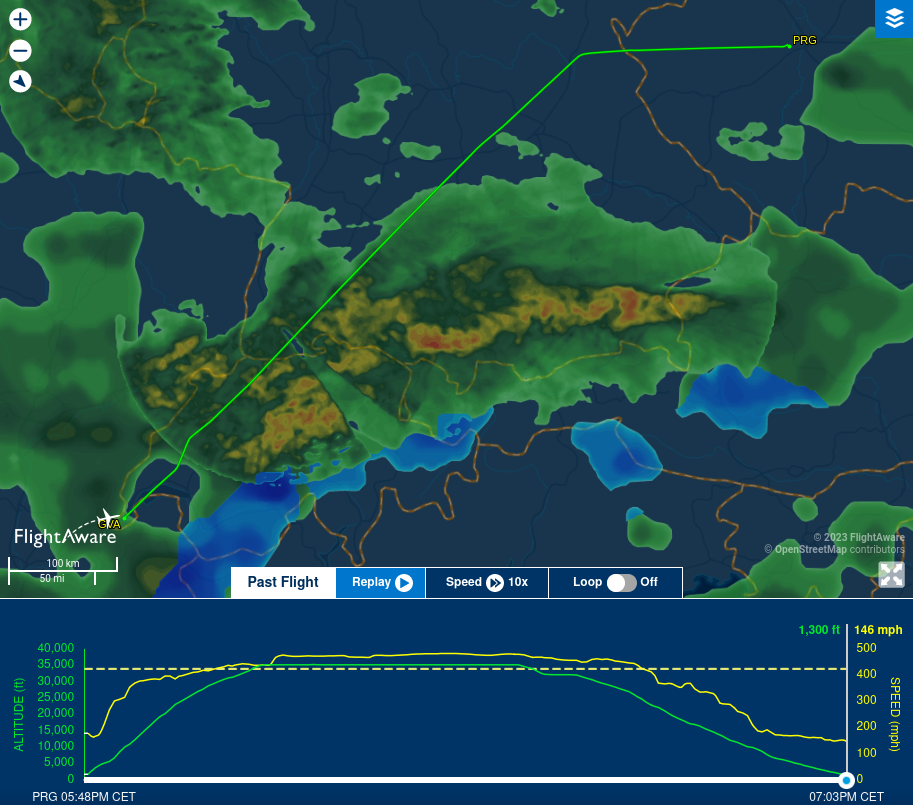 PRG
GVA
FlightAware
100 km
50 mi
© 2023 FlightAware
© OpenStreetMap contributors
Past Flight
Replay
Speed 10x
Loop Off
1,300 ft 146 mph
40,000 500
35,000
30,000 400
25,000 300
20,000
15,000 200
10,000 100
5,000
0 0
ALTITUDE (ft)
SPEED (mph)
PRG 05:48PM CET 07:03PM CET